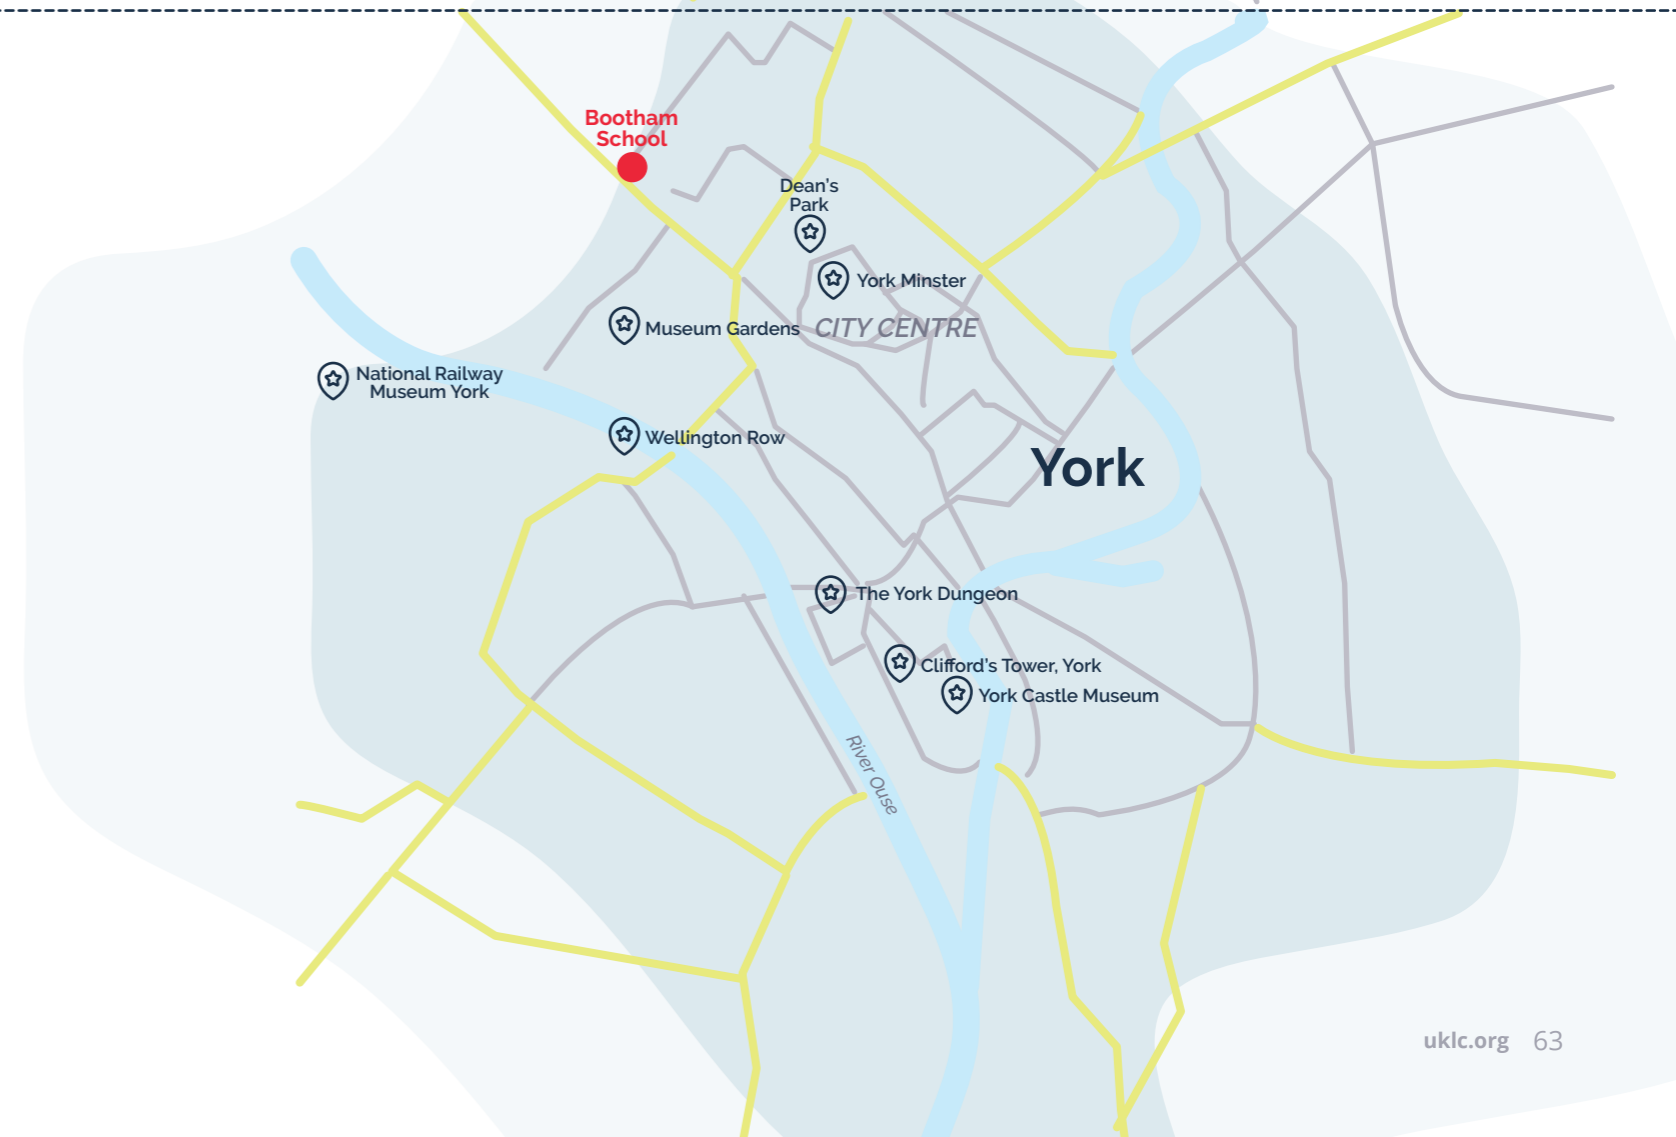 Bootham
School
Dean's
Park
York Minster
CITY CENTRE
Museum Gardens
National Railway
Museum York
Wellington Row
York
The York Dungeon
Clifford's Tower, York
York Castle Museum
River Ouse
uklc.org 63